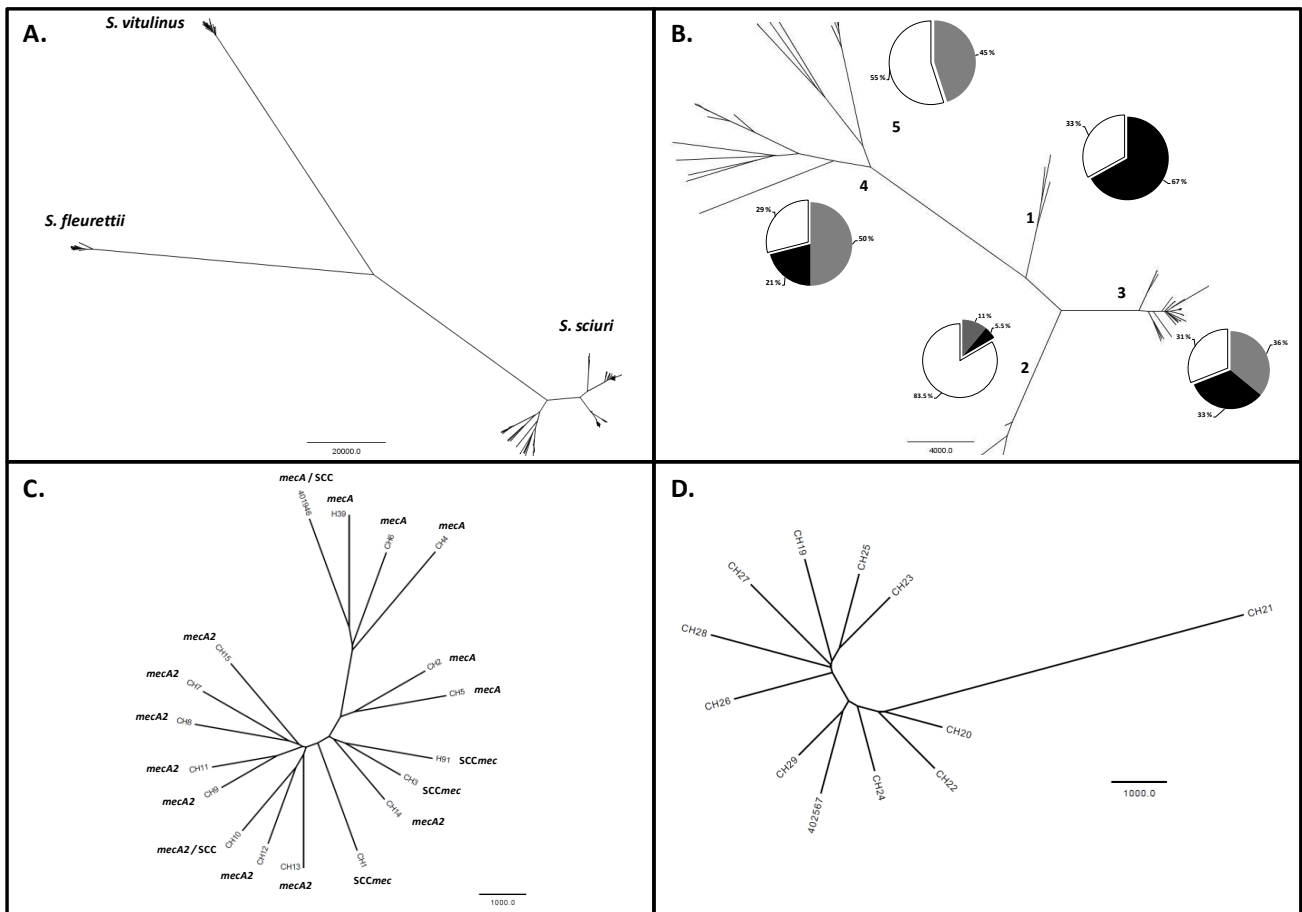 A.
S. vitulinus
S. fleurettii
S. sciuri
20000.0
B.
55%
45%
5
33%
67%
4
1
29%
50%
21%
3
11%
5.5%
83.5%
2
31%
36%
33%
4000.0
C.
mecA / SCC
401946
mecA
H39
mecA
CH6
mecA
CH4
mecA2
CH15
mecA2
CH7
mecA2
CH8
mecA2
CH11
mecA2
CH9
mecA2 / SCC
CH10
mecA2
CH12
mecA2
CH13
SCCmec
CH1
mecA2
CH14
SCCmec
CH3
SCCmec
H91
mecA
CH5
mecA
CH2
1000.0
D.
CH19
CH25
CH27
CH23
CH28
CH21
CH26
CH20
CH29
CH22
CH24
402567
1000.0